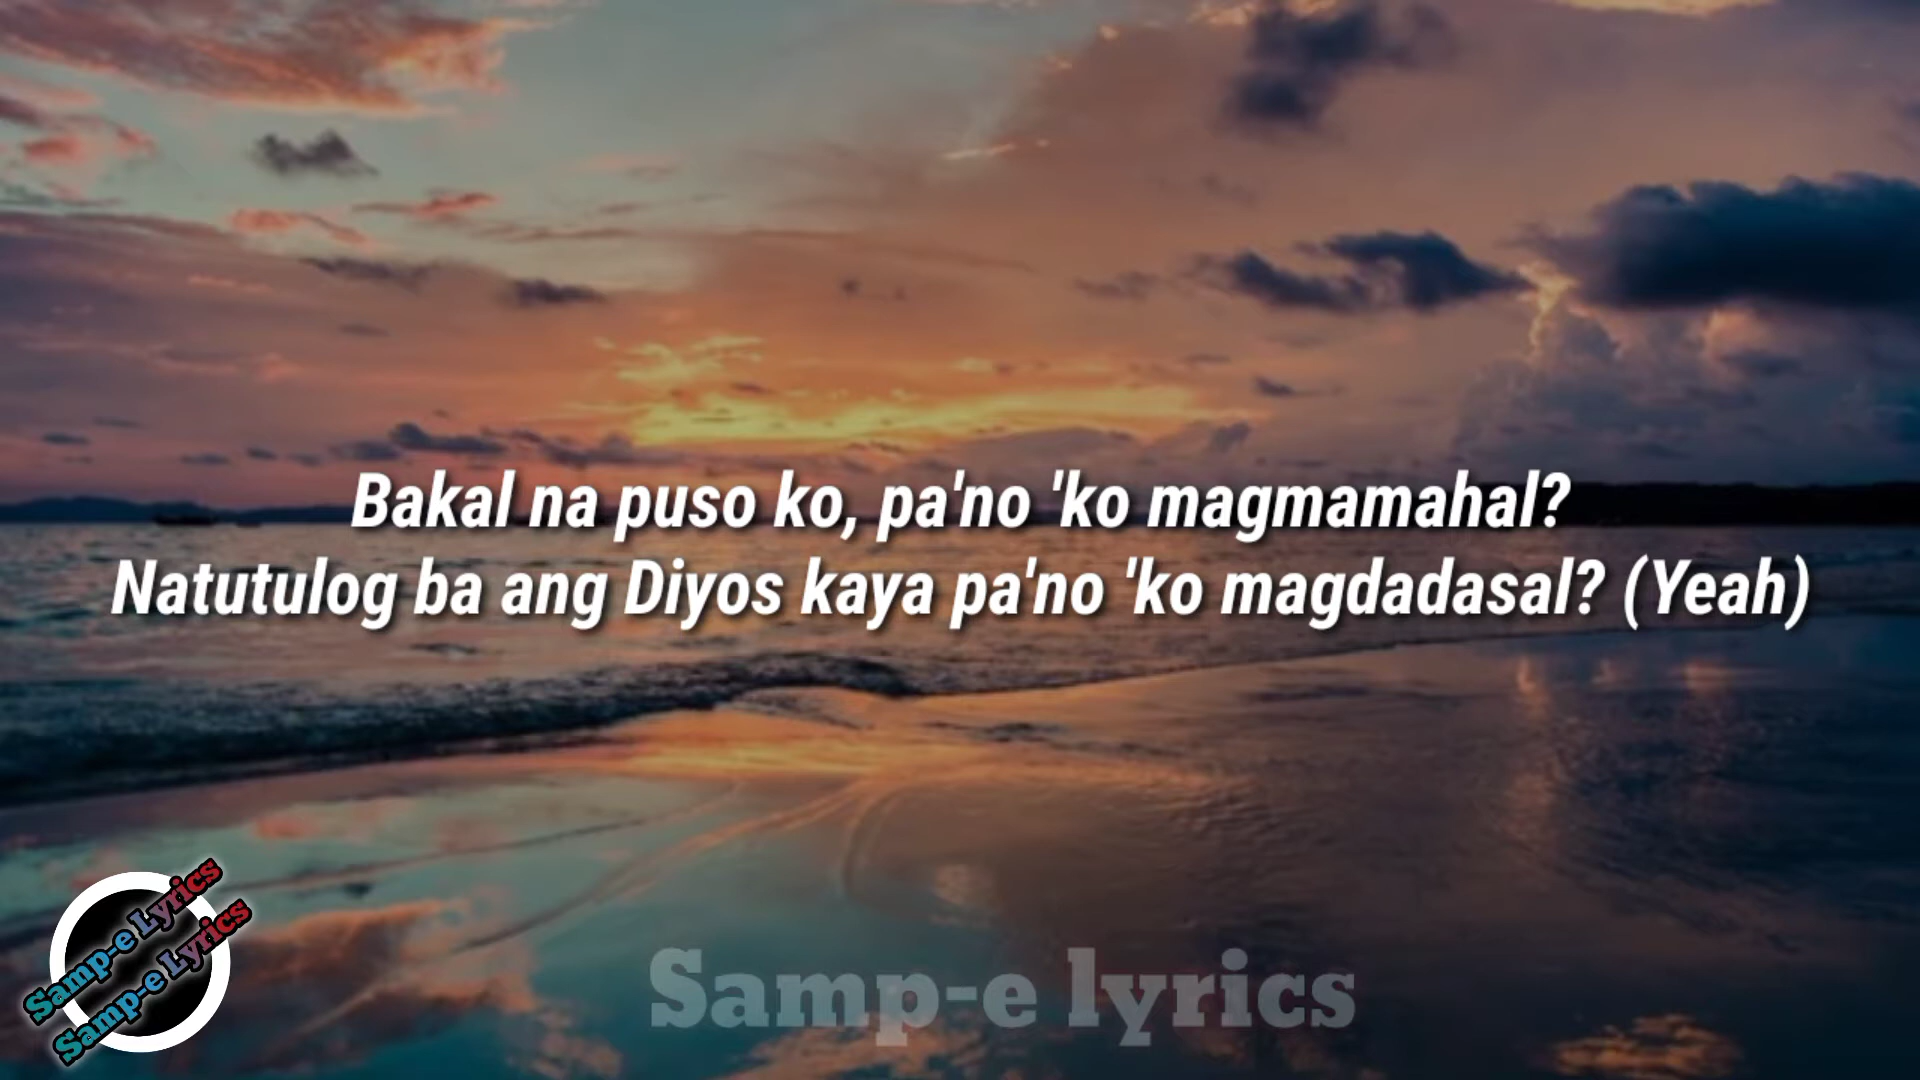 Bakal na puso ko, pa'no 'ko magmamahal?
Natutulog ba ang Diyos kaya pa'no 'ko magdadasal? (Yeah)
Samp-e Lyrics
Samp-e Lyrics
Samp-e lyrics